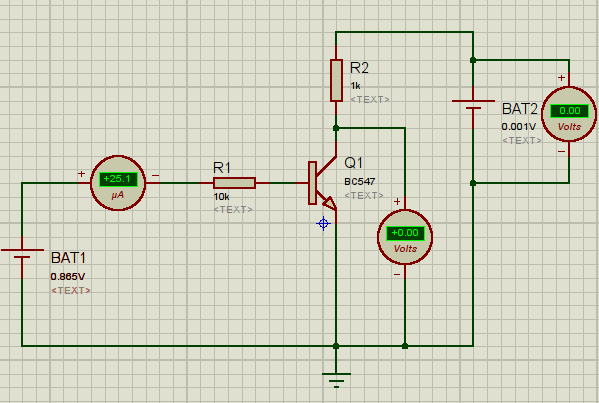 R2
1k
<TEXT>
+
BAT2
0.001V
<TEXT>
0.00
Volts
−
+
+25.1
µA
−
R1
10k
<TEXT>
Q1
BC547
<TEXT>
+
+0.00
Volts
−
BAT1
0.865V
<TEXT>